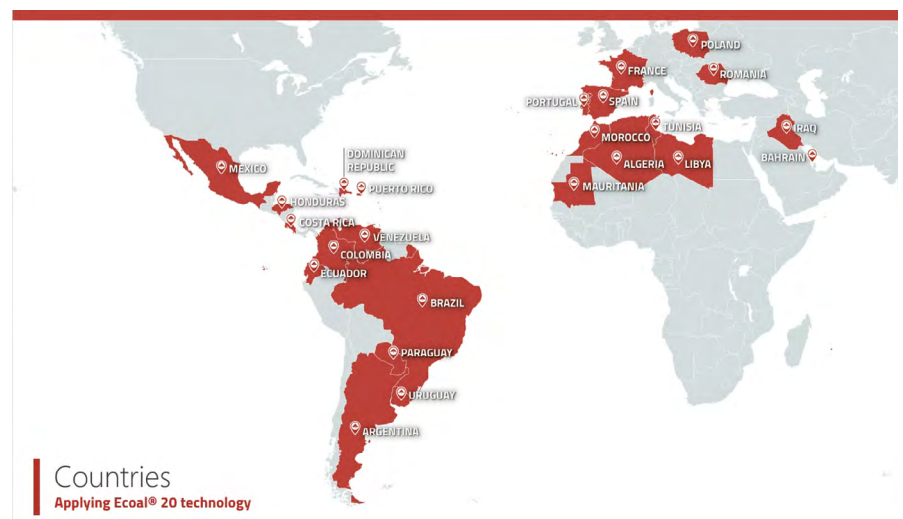 POLAND
FRANCE
ROMANIA
PORTUGAL
SPAIN
TUNISIA
IRAQ
MOROCCO
BAHRAIN
ALGERIA
LIBYA
MAURITANIA
DOMINICAN
REPUBLIC
MEXICO
PUERTO RICO
HONDURAS
COSTA RICA
VENEZUELA
COLOMBIA
ECUADOR
BRAZIL
PARAGUAY
URUGUAY
ARGENTINA
Countries
Applying Ecoal® 20 technology